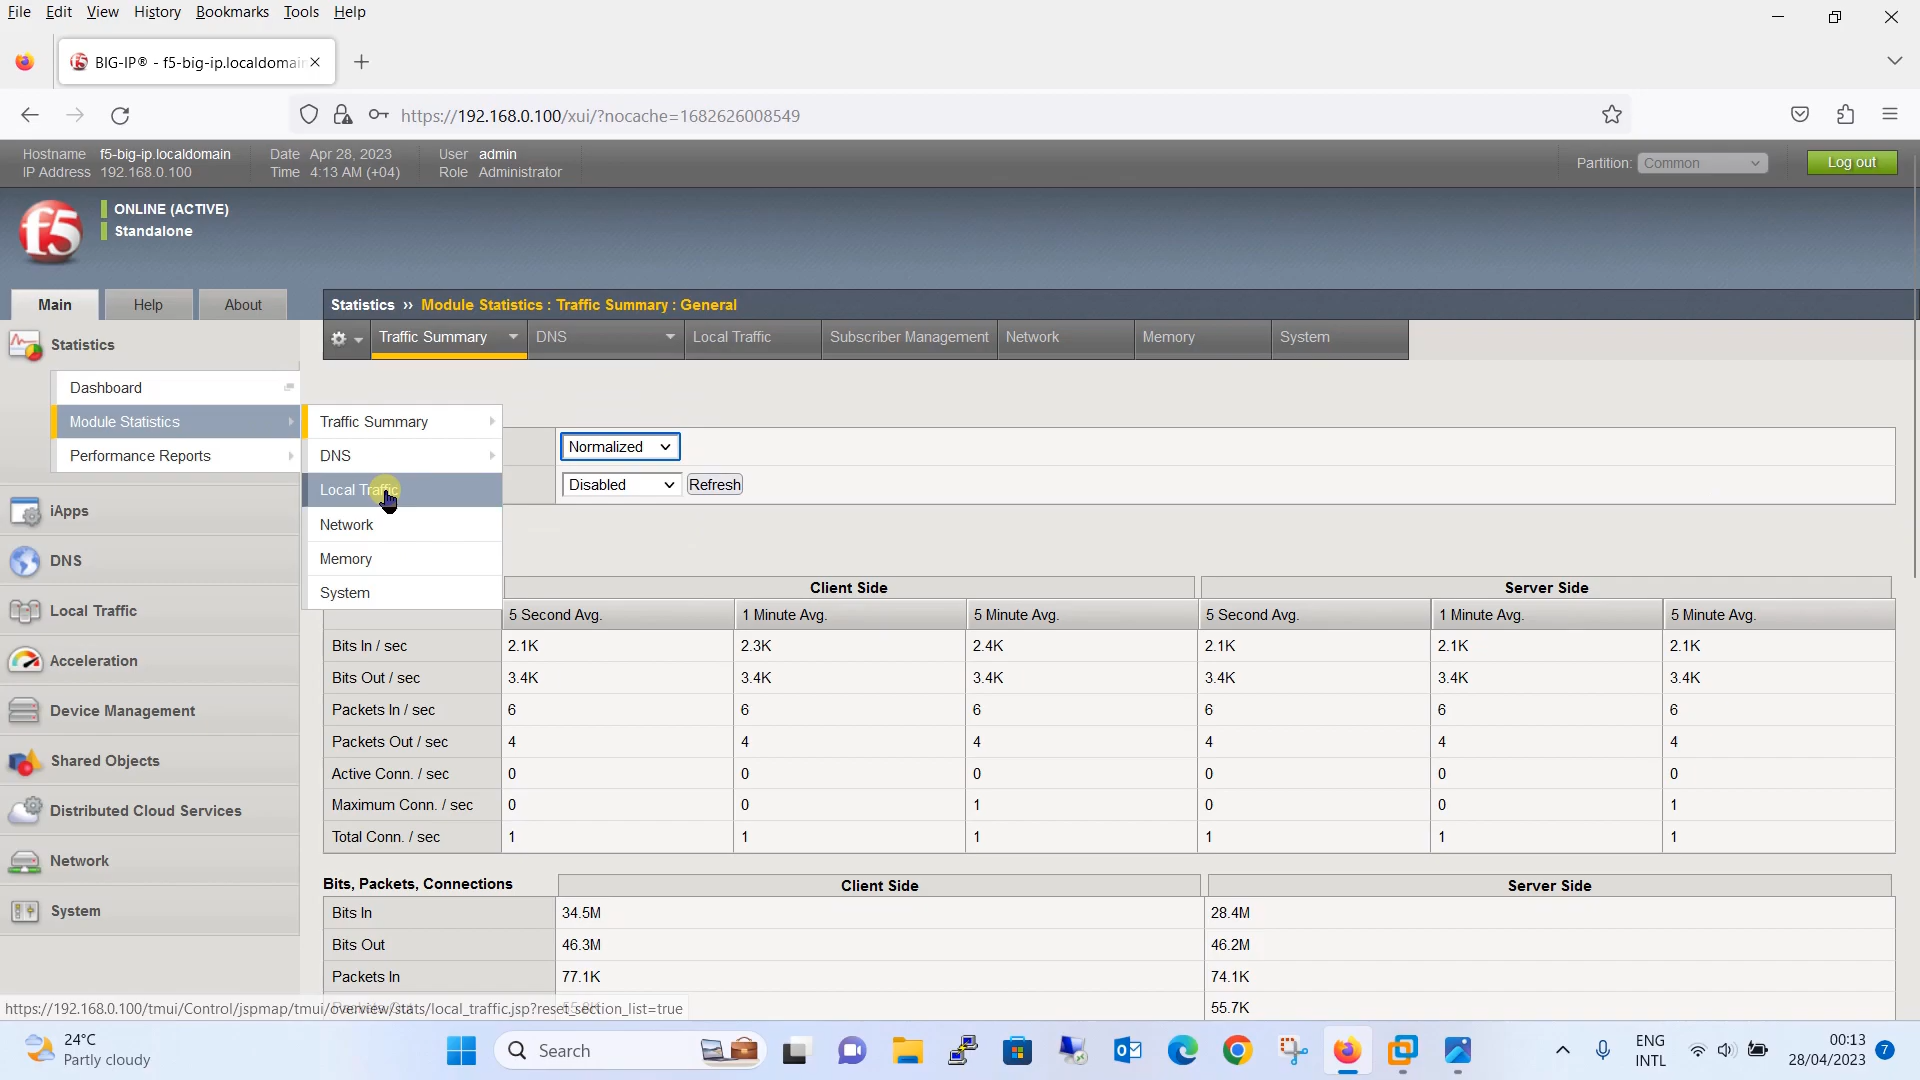 File Edit View History Bookmarks Tools Help
BIG-IP® - f5-big-ip.localdomai
https://192.168.0.100/xui/?nocache=1682626008549
Hostname f5-big-ip.localdomain Date Apr 28, 2023 User admin
IP Address 192.168.0.100 Time 4:13 AM (+04) Role Administrator
Partition: Common Log out
f5 ONLINE (ACTIVE)
Standalone
Main Help About
Statistics ›› Module Statistics : Traffic Summary : General
Traffic Summary DNS Local Traffic Subscriber Management Network Memory System
Statistics
Dashboard
Module Statistics
Performance Reports
iApps
DNS
Local Traffic
Acceleration
Device Management
Shared Objects
Distributed Cloud Services
Network
System
Traffic Summary
DNS
Local Traffic
Network
Memory
System
Normalized
Disabled Refresh
Client Side Server Side
5 Second Avg. 1 Minute Avg. 5 Minute Avg. 5 Second Avg. 1 Minute Avg. 5 Minute Avg.
Bits In / sec 2.1K 2.3K 2.4K 2.1K 2.1K 2.1K
Bits Out / sec 3.4K 3.4K 3.4K 3.4K 3.4K 3.4K
Packets In / sec 6 6 6 6 6 6
Packets Out / sec 4 4 4 4 4 4
Active Conn. / sec 0 0 0 0 0 0
Maximum Conn. / sec 0 0 1 0 0 1
Total Conn. / sec 1 1 1 1 1 1
Bits, Packets, Connections Client Side Server Side
Bits In 34.5M 28.4M
Bits Out 46.3M 46.2M
Packets In 77.1K 74.1K
55.7K
https://192.168.0.100/tmui/Control/jspmap/tmui/overview/stats/local_traffic.jsp?reset_section_list=true
24°C
Partly cloudy
Search
ENG
INTL
00:13
28/04/2023
7